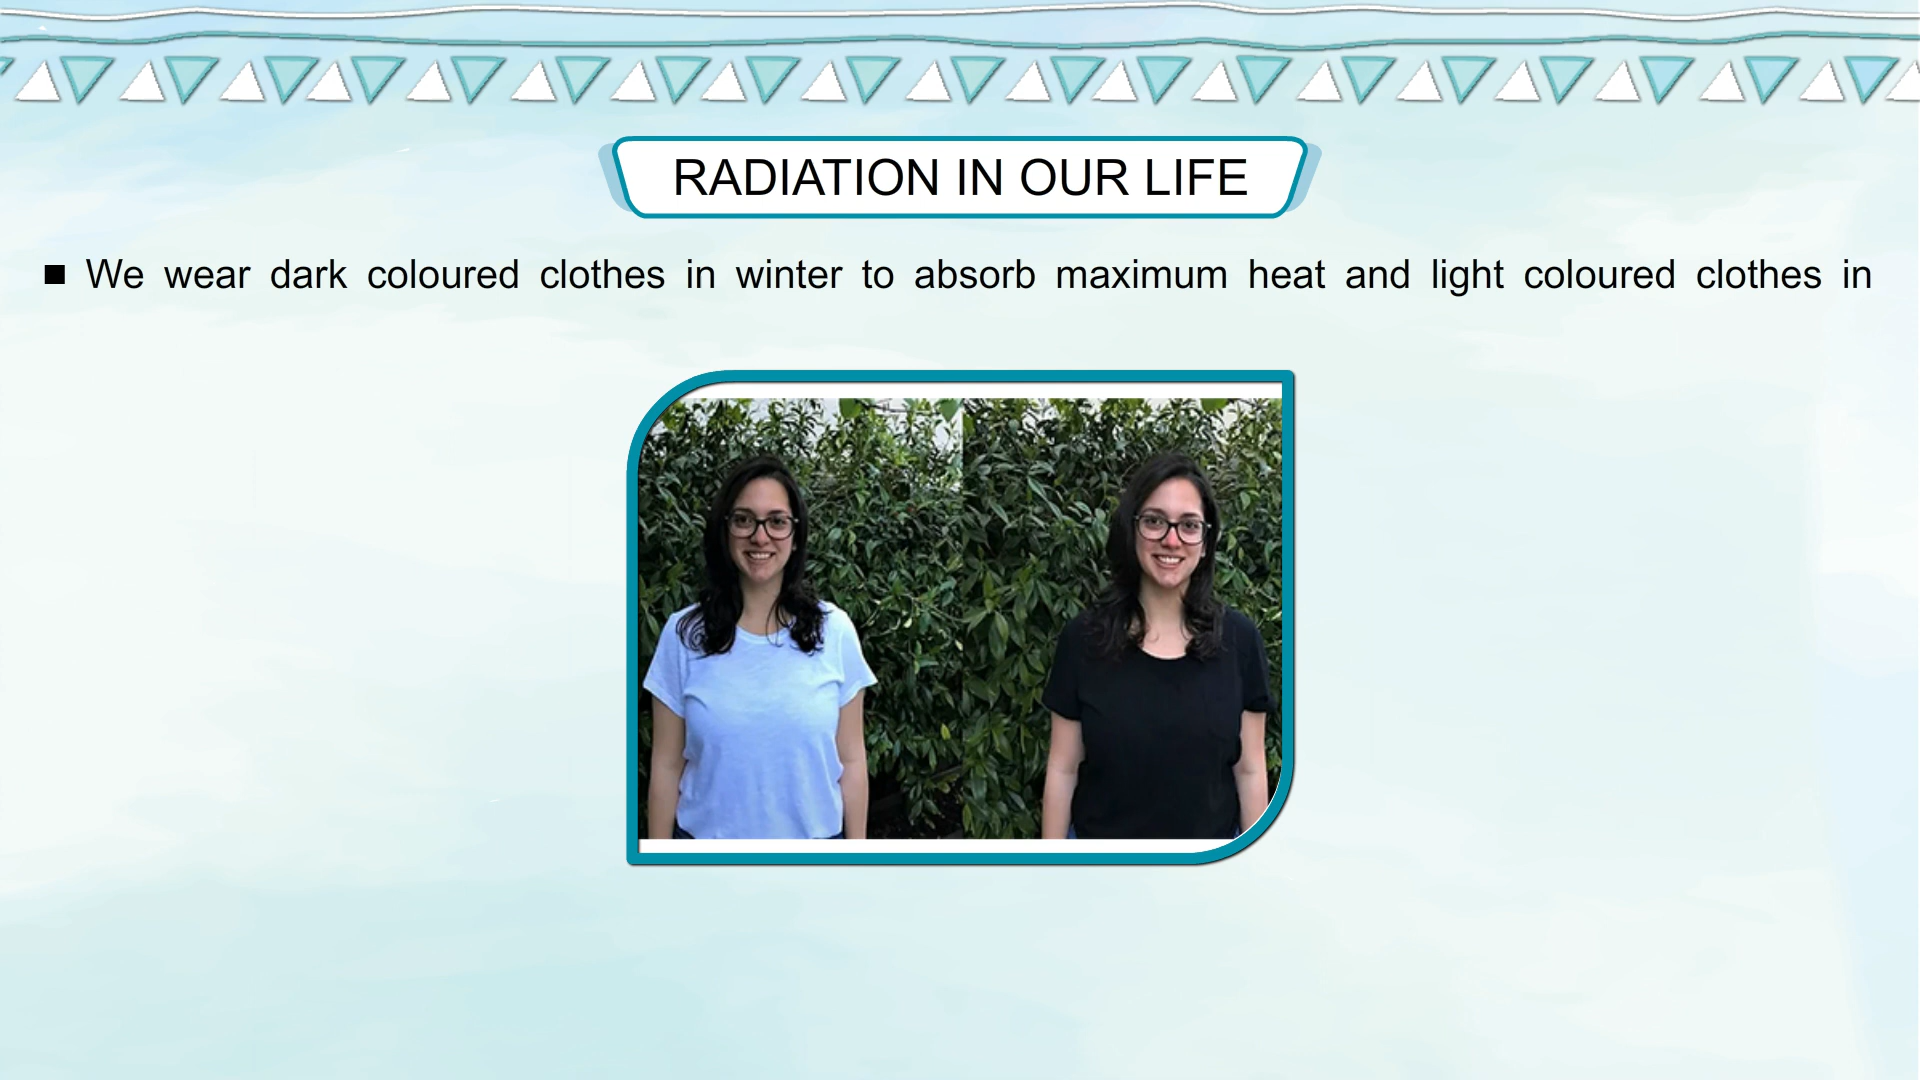 RADIATION IN OUR LIFE
We wear dark coloured clothes in winter to absorb maximum heat and light coloured clothes in